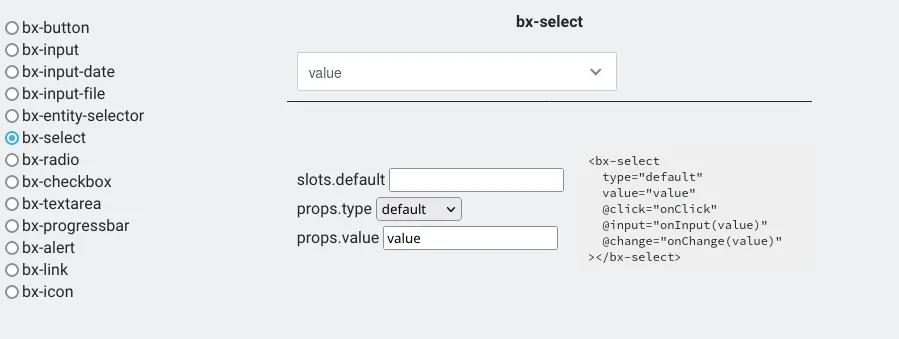 bx-button
bx-input
bx-input-date
bx-input-file
bx-entity-selector
bx-select
bx-radio
bx-checkbox
bx-textarea
bx-progressbar
bx-alert
bx-link
bx-icon
bx-select
value
slots.default
props.type default
props.value value
<bx-select
  type="default"
  value="value"
  @click="onClick"
  @input="onInput(value)"
  @change="onChange(value)"
></bx-select>